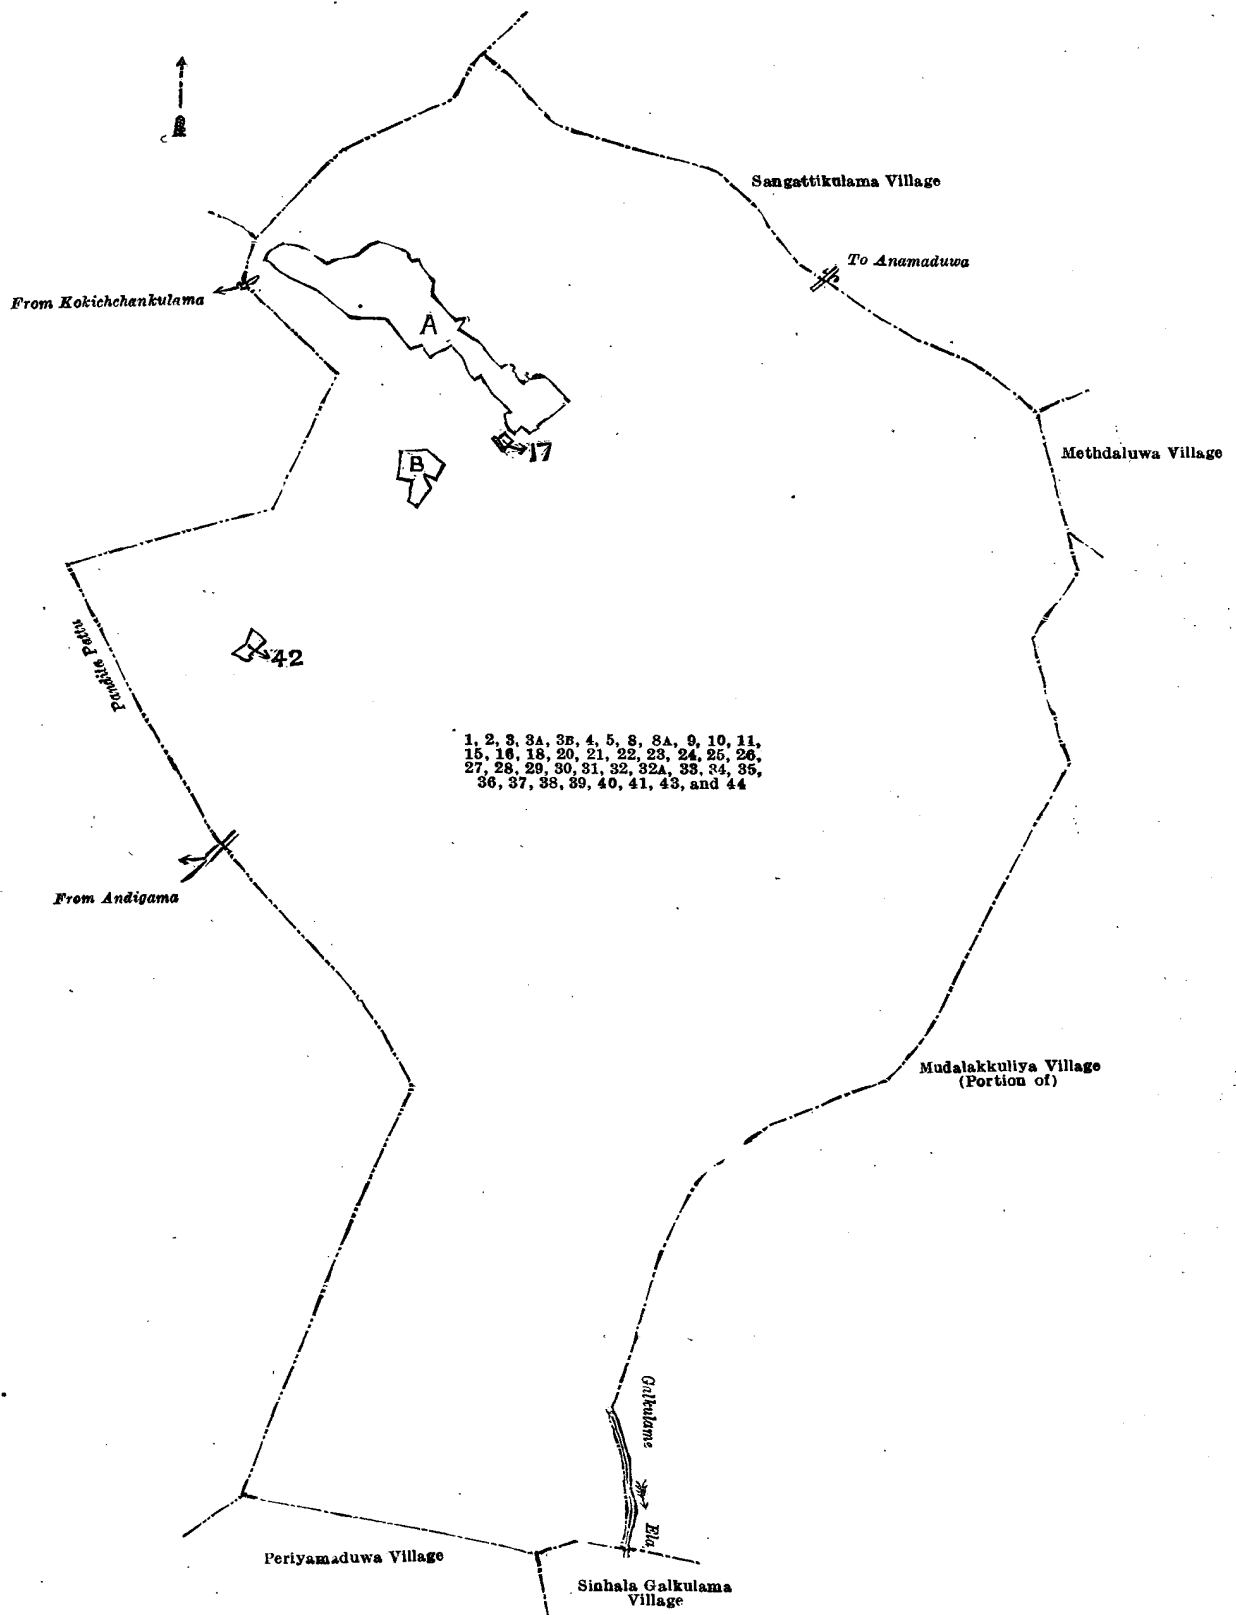 Sangattikulama Village
To Anamaduwa
From Kokichchankulama
A
17
B
Methdaluwa Village
Pandita Pattu
42
1, 2, 3, 3A, 3B, 4, 5, 8, 8A, 9, 10, 11,
15, 16, 18, 20, 21, 22, 23, 24, 25, 26,
27, 28, 29, 30, 31, 32, 32A, 33, 34, 35,
36, 37, 38, 39, 40, 41, 43, and 44
From Andigama
Mudalakkuliya Village
(Portion of)
Galkulame
Ela
Periyamaduwa Village
Sinhala Galkulama
Village